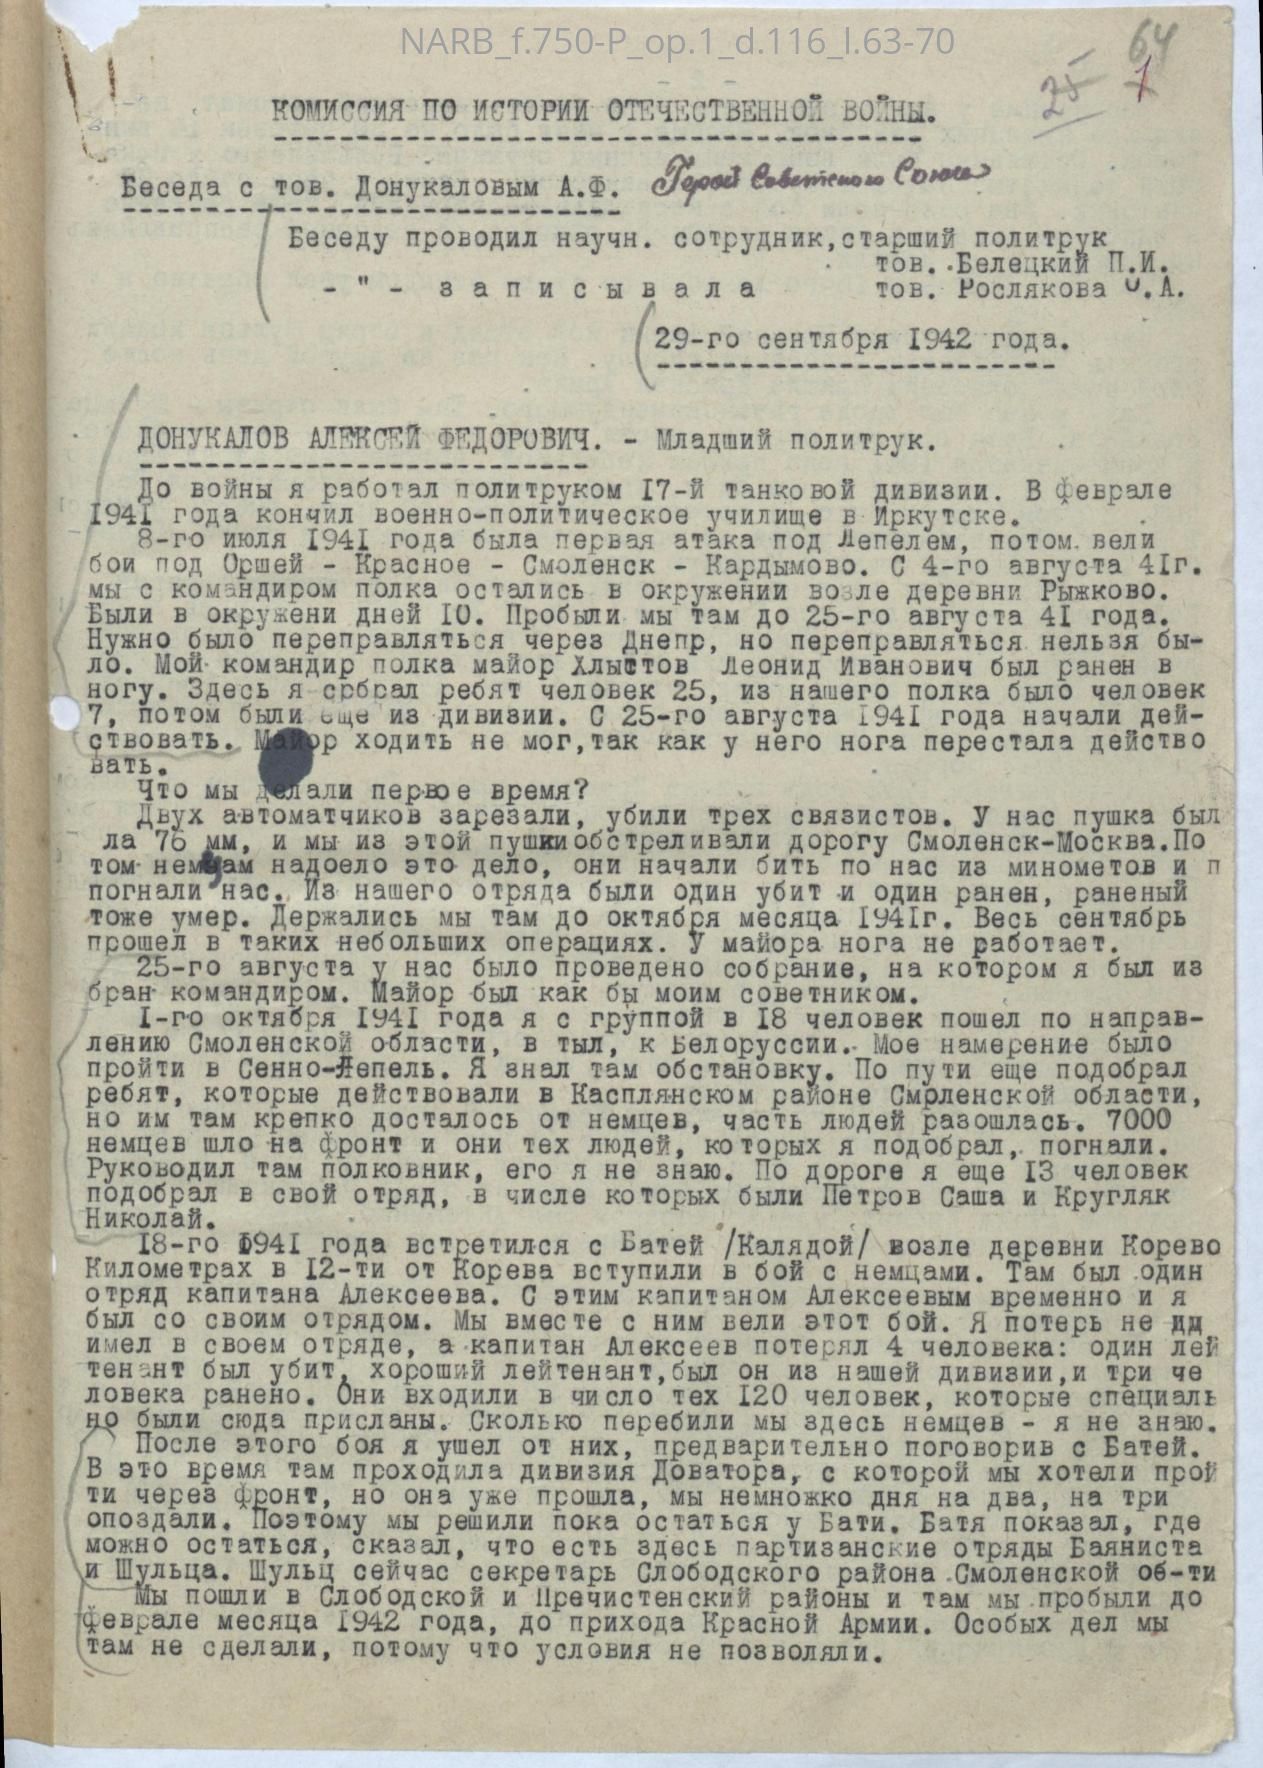 NARB_f.750-P_op.1_d.116_l.63-70
64
25
1
КОМИССИЯ ПО ИСТОРИИ ОТЕЧЕСТВЕННОЙ ВОЙНЫ.
Беседа с тов. Донукаловым А.Ф. Герой Советского Союза
Беседу проводил научн. сотрудник, старший политрук
тов. Белецкий П.И.
- " - записывала тов. Рослякова О.А.
29-го сентября 1942 года.
ДОНУКАЛОВ АЛЕКСЕЙ ФЕДОРОВИЧ. - Младший политрук.
До войны я работал политруком 17-й танковой дивизии. В феврале
1941 года кончил военно-политическое училище в Иркутске.
8-го июля 1941 года была первая атака под Лепелем, потом вели
бои под Оршей - Красное - Смоленск - Кардымово. С 4-го августа 41г.
мы с командиром полка остались в окружении возле деревни Рыжково.
Были в окружени дней 10. Пробыли мы там до 25-го августа 41 года.
Нужно было переправляться через Днепр, но переправляться нельзя бы-
ло. Мой командир полка майор Хлыстов Леонид Иванович был ранен в
ногу. Здесь я србрал ребят человек 25, из нашего полка было человек
7, потом были еще из дивизии. С 25-го августа 1941 года начали дей-
ствовать. Майор ходить не мог, так как у него нога перестала действо
вать.
Что мы делали первое время?
Двух автоматчиков зарезали, убили трех связистов. У нас пушка был
ла 76 мм, и мы из этой пушки обстреливали дорогу Смоленск-Москва. По
том немцам надоело это дело, они начали бить по нас из минометов и п
погнали нас. Из нашего отряда были один убит и один ранен, раненый
тоже умер. Держались мы там до октября месяца 1941г. Весь сентябрь
прошел в таких небольших операциях. У майора нога не работает.
25-го августа у нас было проведено собрание, на котором я был из
бран командиром. Майор был как бы моим советником.
1-го октября 1941 года я с группой в 18 человек пошел по направ-
лению Смоленской области, в тыл, к Белоруссии. Мое намерение было
пройти в Сенно-Лепель. Я знал там обстановку. По пути еще подобрал
ребят, которые действовали в Касплянском районе Смрленской области,
но им там крепко досталось от немцев, часть людей разошлась. 7000
немцев шло на фронт и они тех людей, которых я подобрал, погнали.
Руководил там полковник, его я не знаю. По дороге я еще 13 человек
подобрал в свой отряд, в числе которых были Петров Саша и Кругляк
Николай.
18-го 1941 года встретился с Батей /Калядой/ возле деревни Корево
Километрах в 12-ти от Корева вступили в бой с немцами. Там был один
отряд капитана Алексеева. С этим капитаном Алексеевым временно и я
был со своим отрядом. Мы вместе с ним вели этот бой. Я потерь не
имел в своем отряде, а капитан Алексеев потерял 4 человека: один лей
тенант был убит, хороший лейтенант, был он из нашей дивизии, и три че
ловека ранено. Они входили в число тех 120 человек, которые специаль
но были сюда присланы. Сколько перебили мы здесь немцев - я не знаю.
После этого боя я ушел от них, предварительно поговорив с Батей.
В это время там проходила дивизия Доватора, с которой мы хотели прой
ти через фронт, но она уже прошла, мы немножко дня на два, на три
опоздали. Поэтому мы решили пока остаться у Бати. Батя показал, где
можно остаться, сказал, что есть здесь партизанские отряды Баяниста
и Шульца. Шульц сейчас секретарь Слободского района Смоленской об-ти
Мы пошли в Слободской и Пречистенский районы и там мы пробыли до
феврале месяца 1942 года, до прихода Красной Армии. Особых дел мы
там не сделали, потому что условия не позволяли.